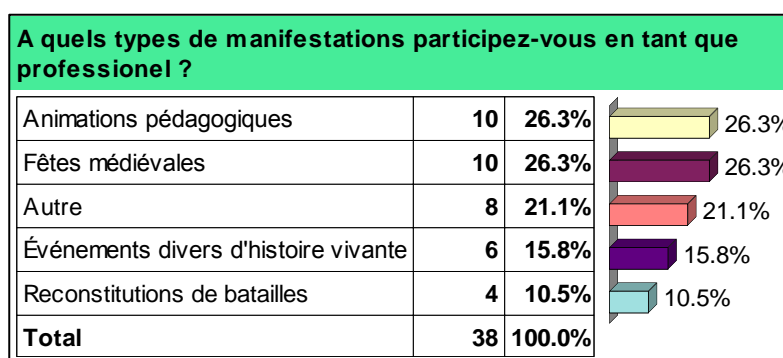 A quels types de manifestations participez-vous en tant que
professionel ?
Animations pédagogiques 10 26.3% 26.3%
Fêtes médiévales 10 26.3% 26.3%
Autre 8 21.1% 21.1%
Événements divers d'histoire vivante 6 15.8% 15.8%
Reconstitutions de batailles 4 10.5% 10.5%
Total 38 100.0%